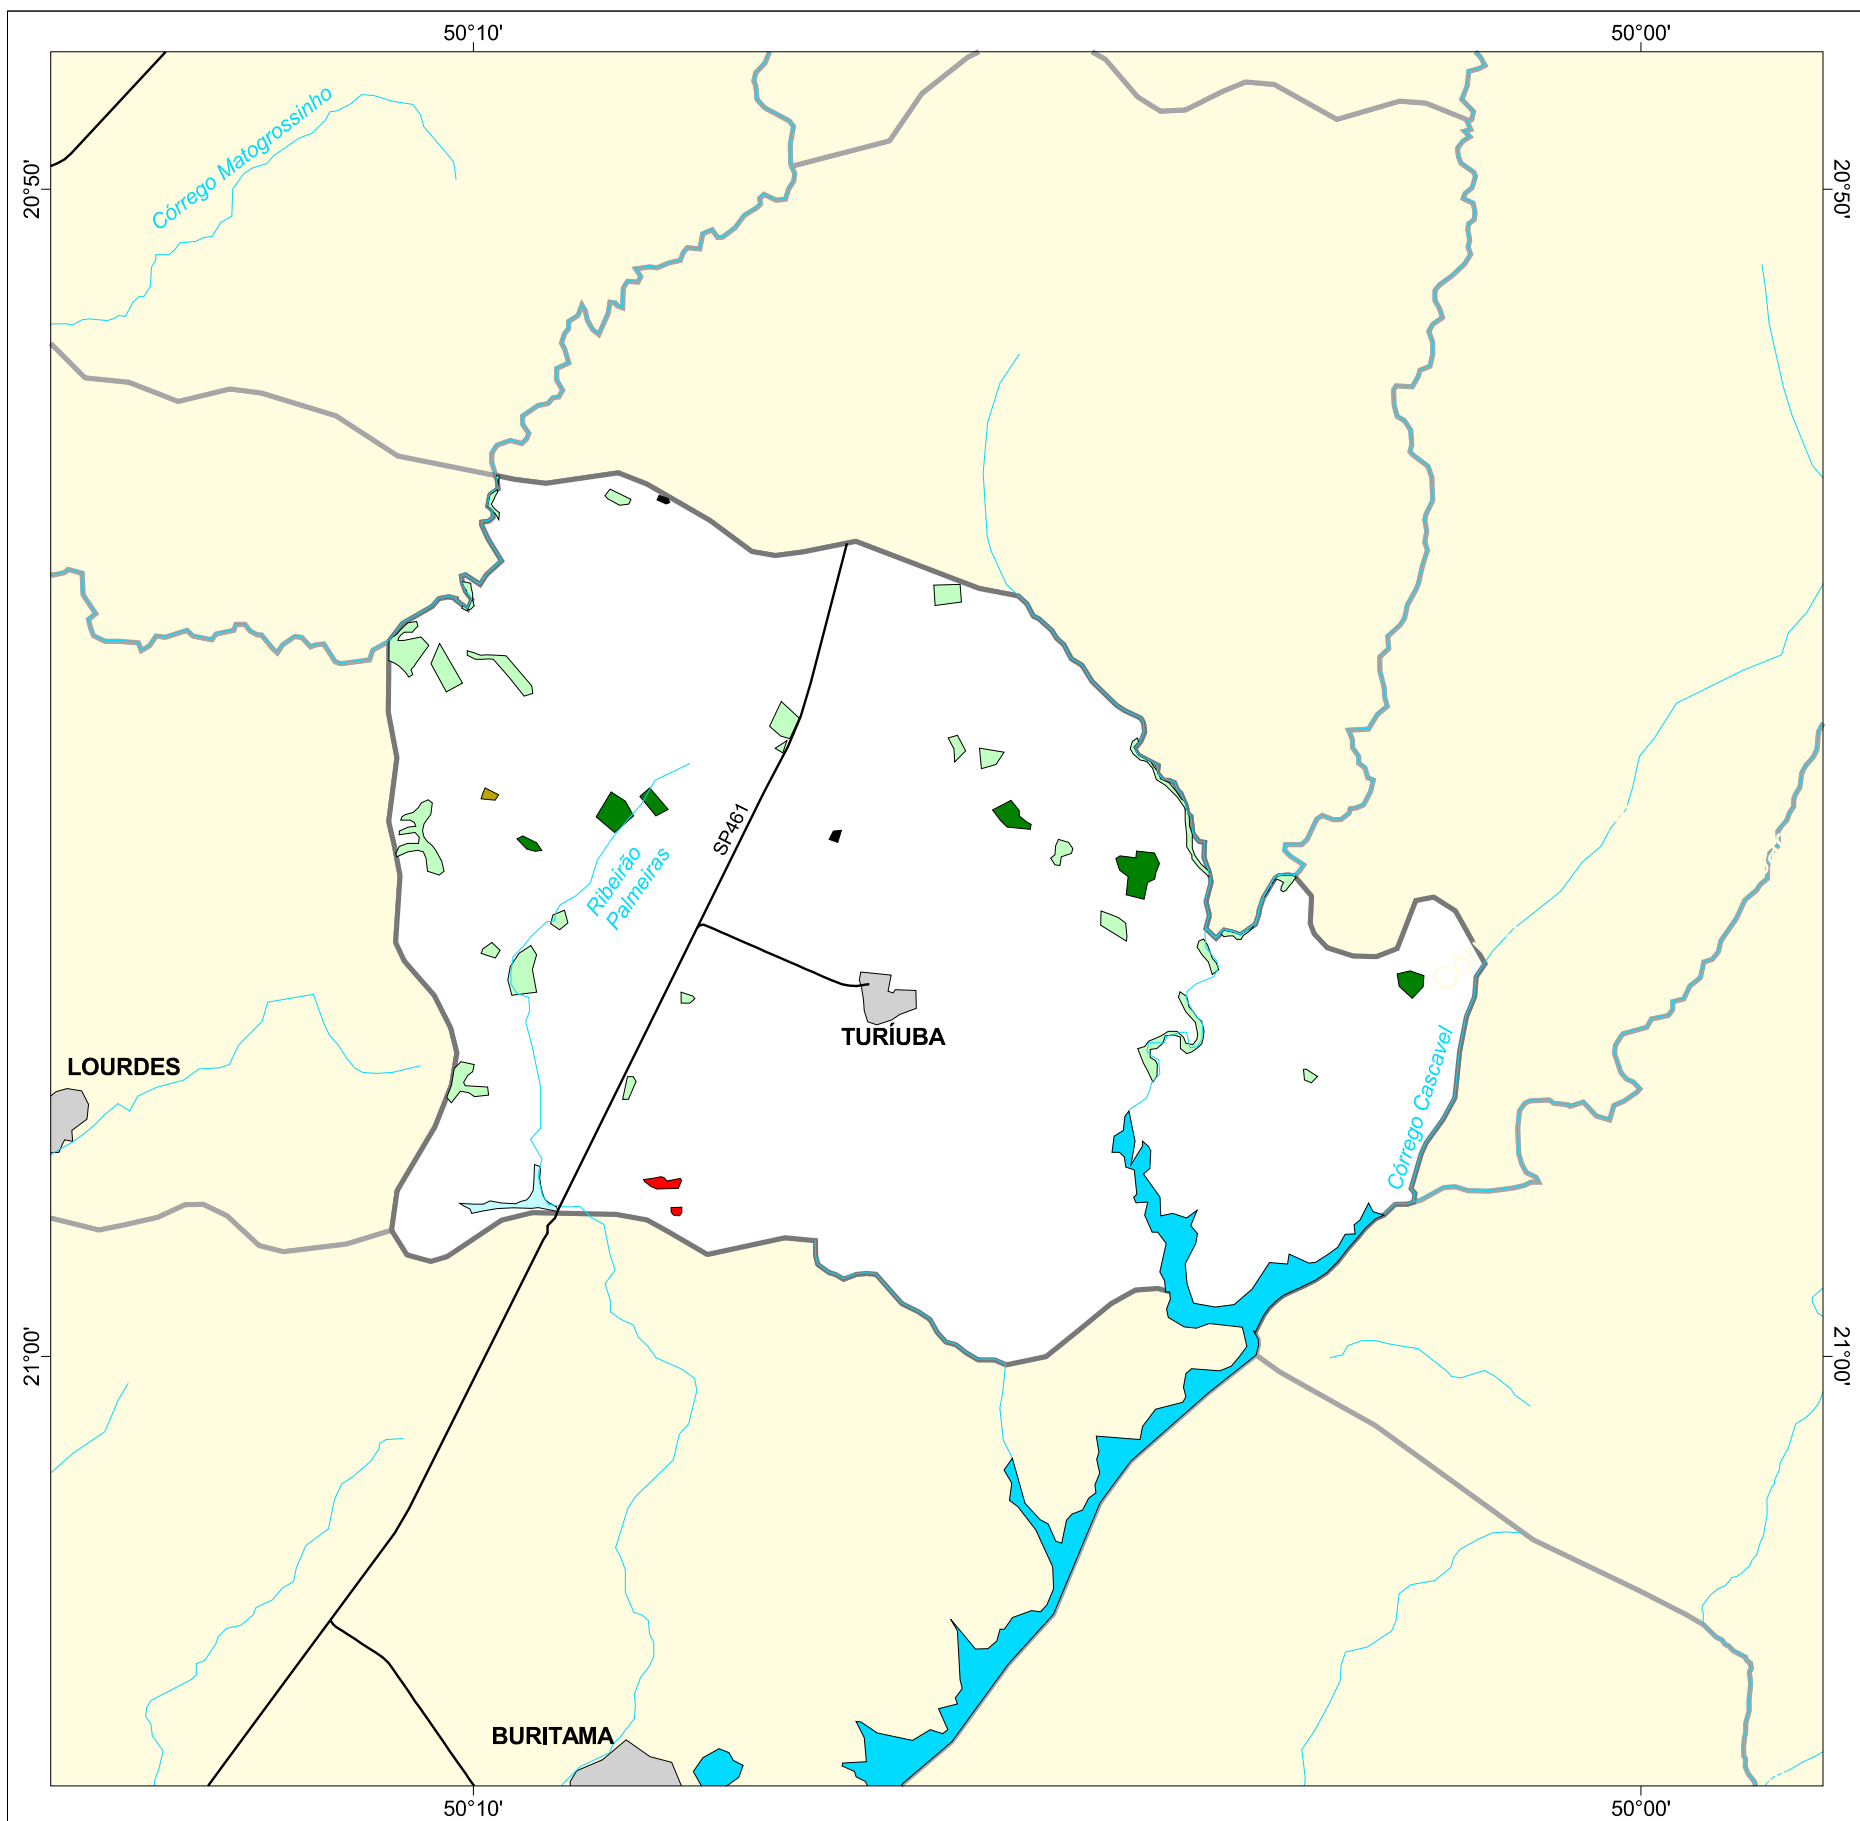 50°10'
50°00'
Córrego Matogrossinho
20°50'
20°50'
SP461
Ribeirão
Palmeiras
TURÍUBA
LOURDES
Córrego Cascavel
21°00'
21°00'
BURITAMA
50°10'
50°00'